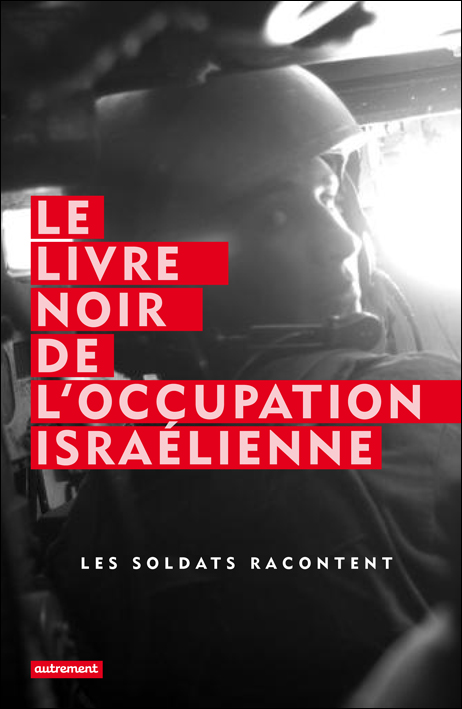 LE
LIVRE
NOIR
DE
L'OCCUPATION
ISRAÉLIENNE
LES SOLDATS RACONTENT
autrement